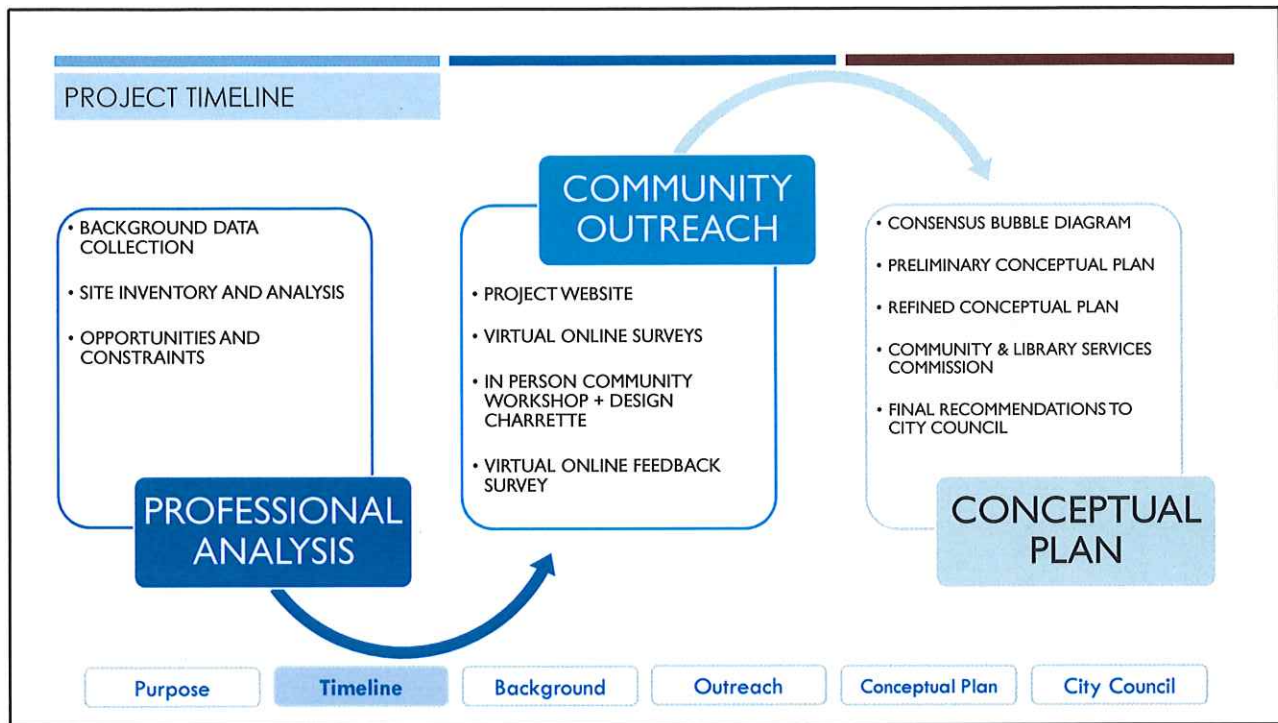 PROJECT TIMELINE
• BACKGROUND DATA
COLLECTION
• SITE INVENTORY AND ANALYSIS
• OPPORTUNITIES AND
CONSTRAINTS
PROFESSIONAL
ANALYSIS
COMMUNITY
OUTREACH
• PROJECT WEBSITE
• VIRTUAL ONLINE SURVEYS
• IN PERSON COMMUNITY
WORKSHOP + DESIGN
CHARRETTE
• VIRTUAL ONLINE FEEDBACK
SURVEY
• CONSENSUS BUBBLE DIAGRAM
• PRELIMINARY CONCEPTUAL PLAN
• REFINED CONCEPTUAL PLAN
• COMMUNITY & LIBRARY SERVICES
COMMISSION
• FINAL RECOMMENDATIONS TO
CITY COUNCIL
CONCEPTUAL
PLAN
Purpose
Timeline
Background
Outreach
Conceptual Plan
City Council